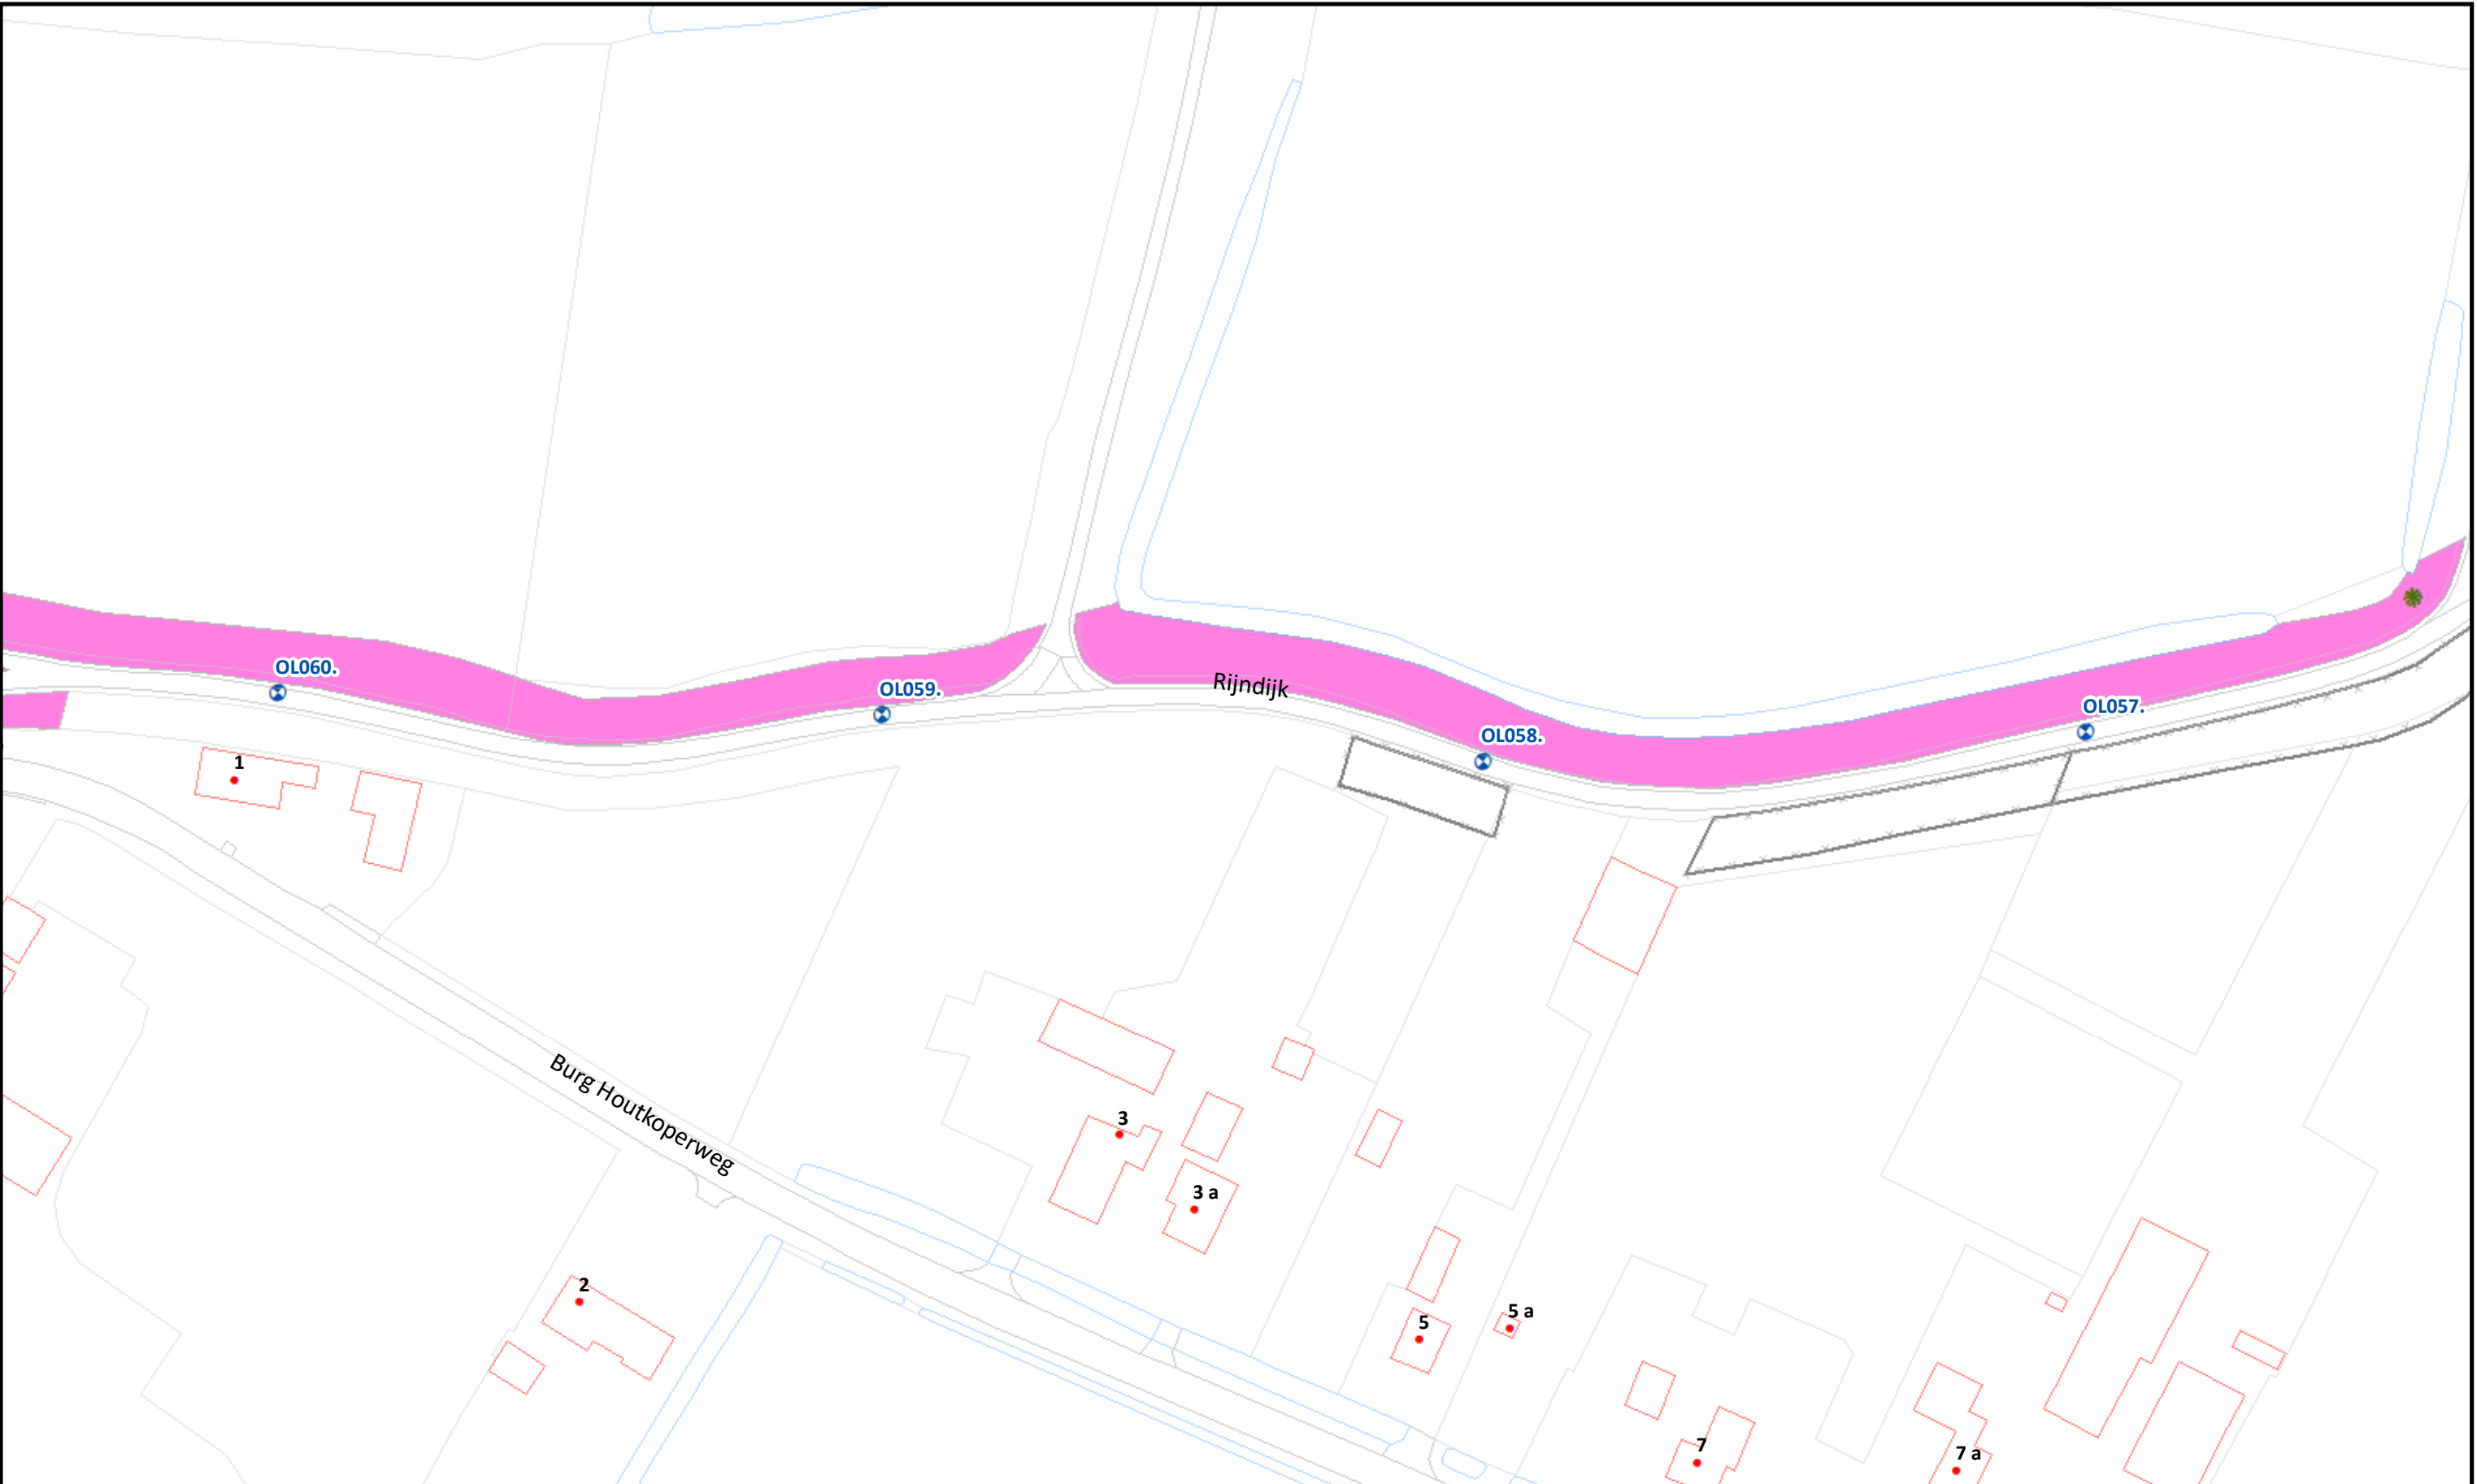 OL060.
OL059.
Rijndijk
OL058.
OL057.
1
Burg Houtkoperweg
3
3 a
2
5
5 a
7
7 a